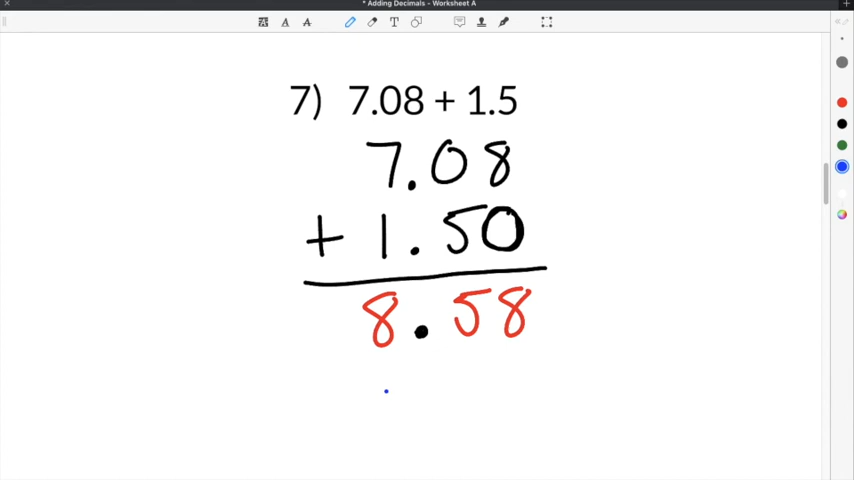 * Adding Decimals - Worksheet A
7) 7.08 + 1.5
7.08
+ 1.50
8.58